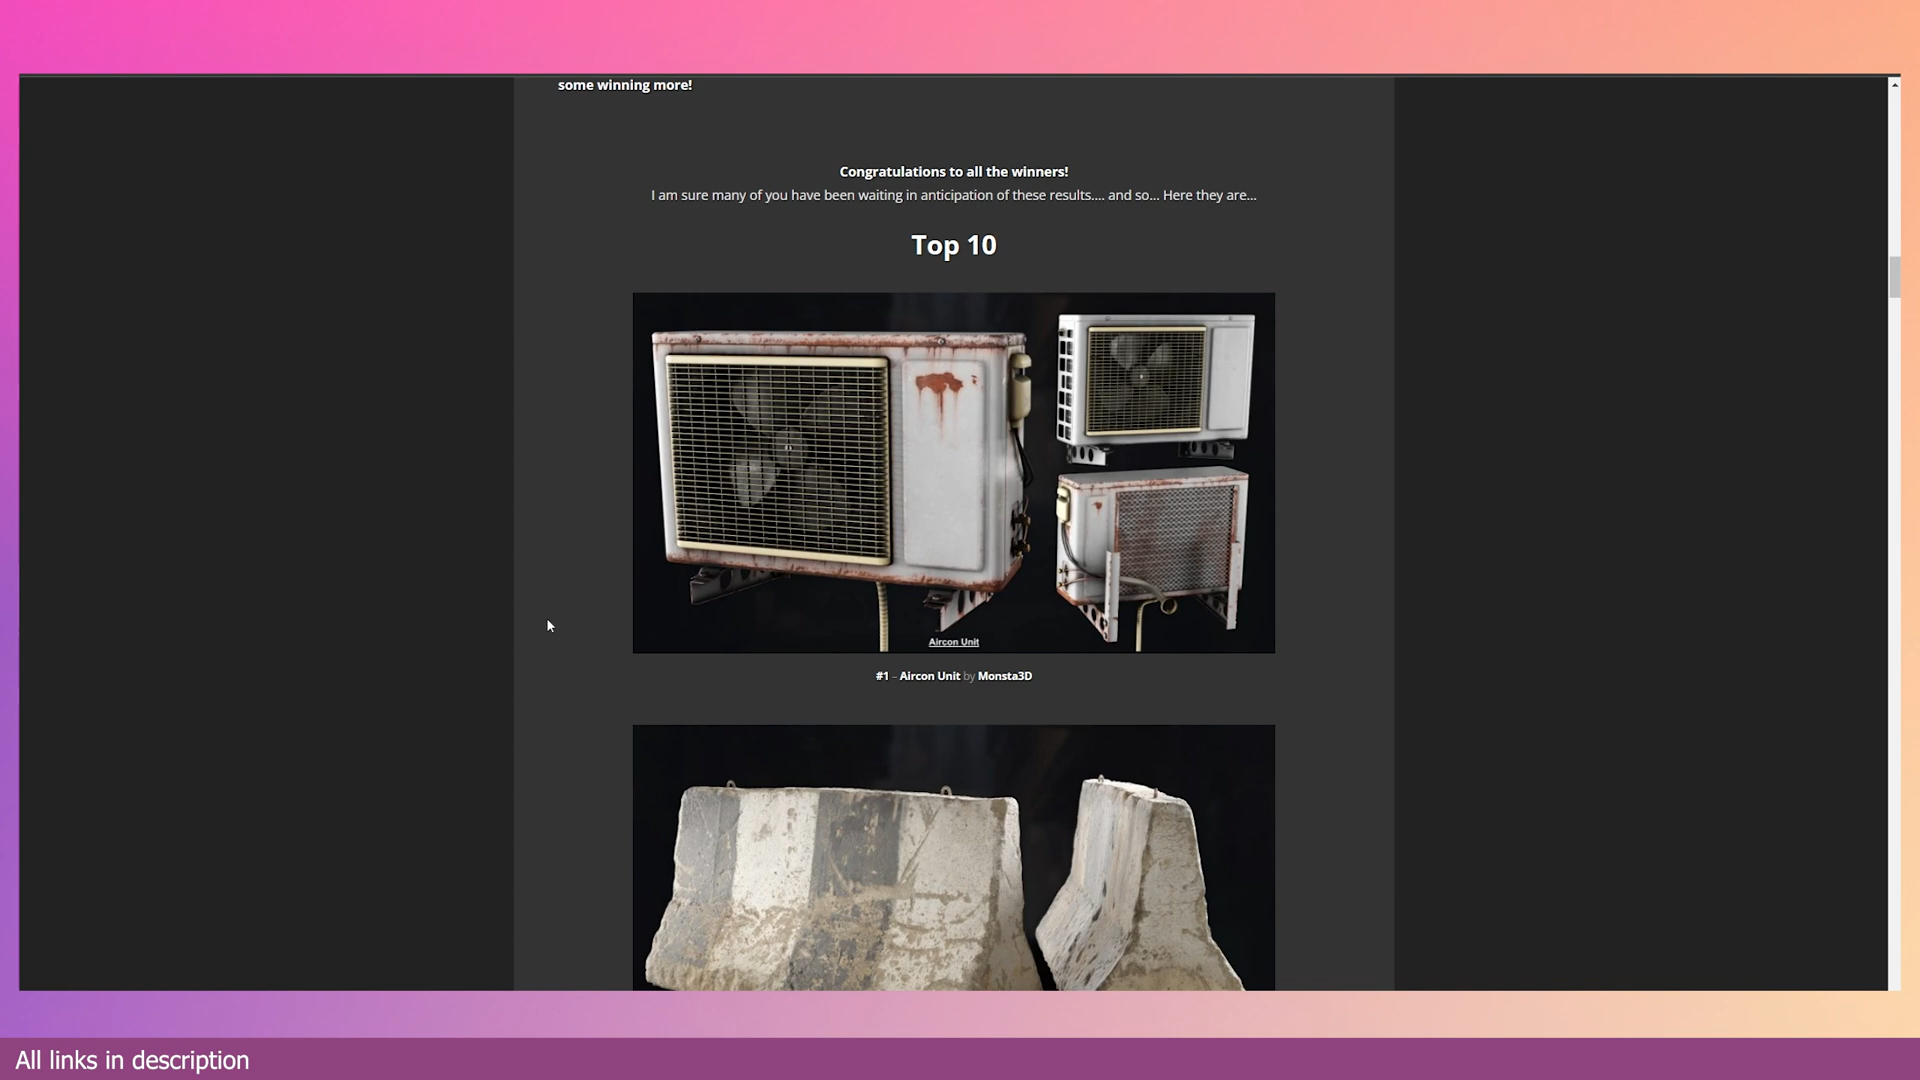 some winning more!
Congratulations to all the winners!
I am sure many of you have been waiting in anticipation of these results.... and so... Here they are...
Top 10
Aircon Unit
#1 – Aircon Unit by Monsta3D
All links in description